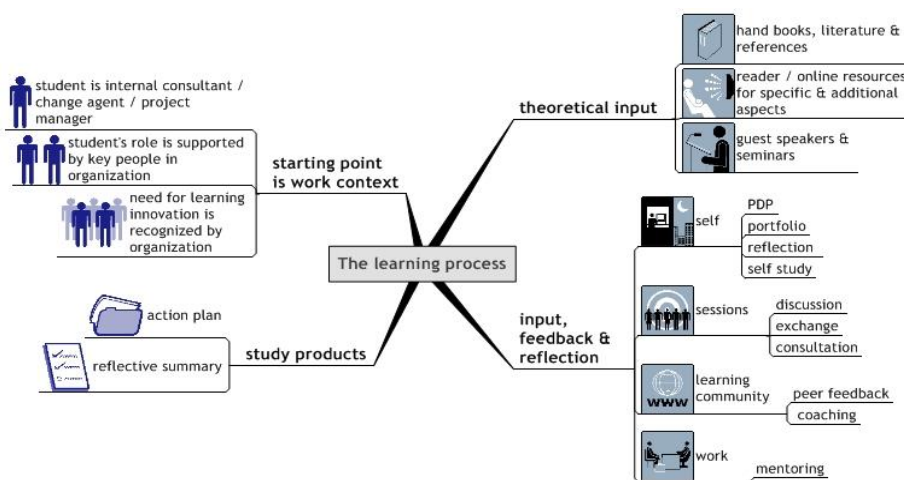 hand books, literature &
references
reader / online resources
for specific & additional
aspects
guest speakers &
seminars
theoretical input
student is internal consultant /
change agent / project
manager
student's role is supported
by key people in
organization
need for learning
innovation is
recognized by
organization
starting point
is work context
The learning process
action plan
reflective summary
study products
input,
feedback &
reflection
self
PDP
portfolio
reflection
self study
sessions
discussion
exchange
consultation
www
learning
community
peer feedback
coaching
work
mentoring